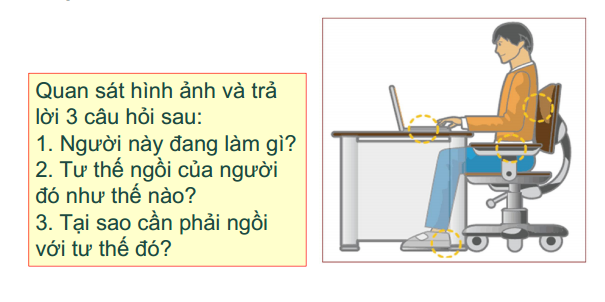 Quan sát hình ảnh và trả
lời 3 câu hỏi sau:
1. Người này đang làm gì?
2. Tư thế ngồi của người
đó như thế nào?
3. Tại sao cần phải ngồi
với tư thế đó?